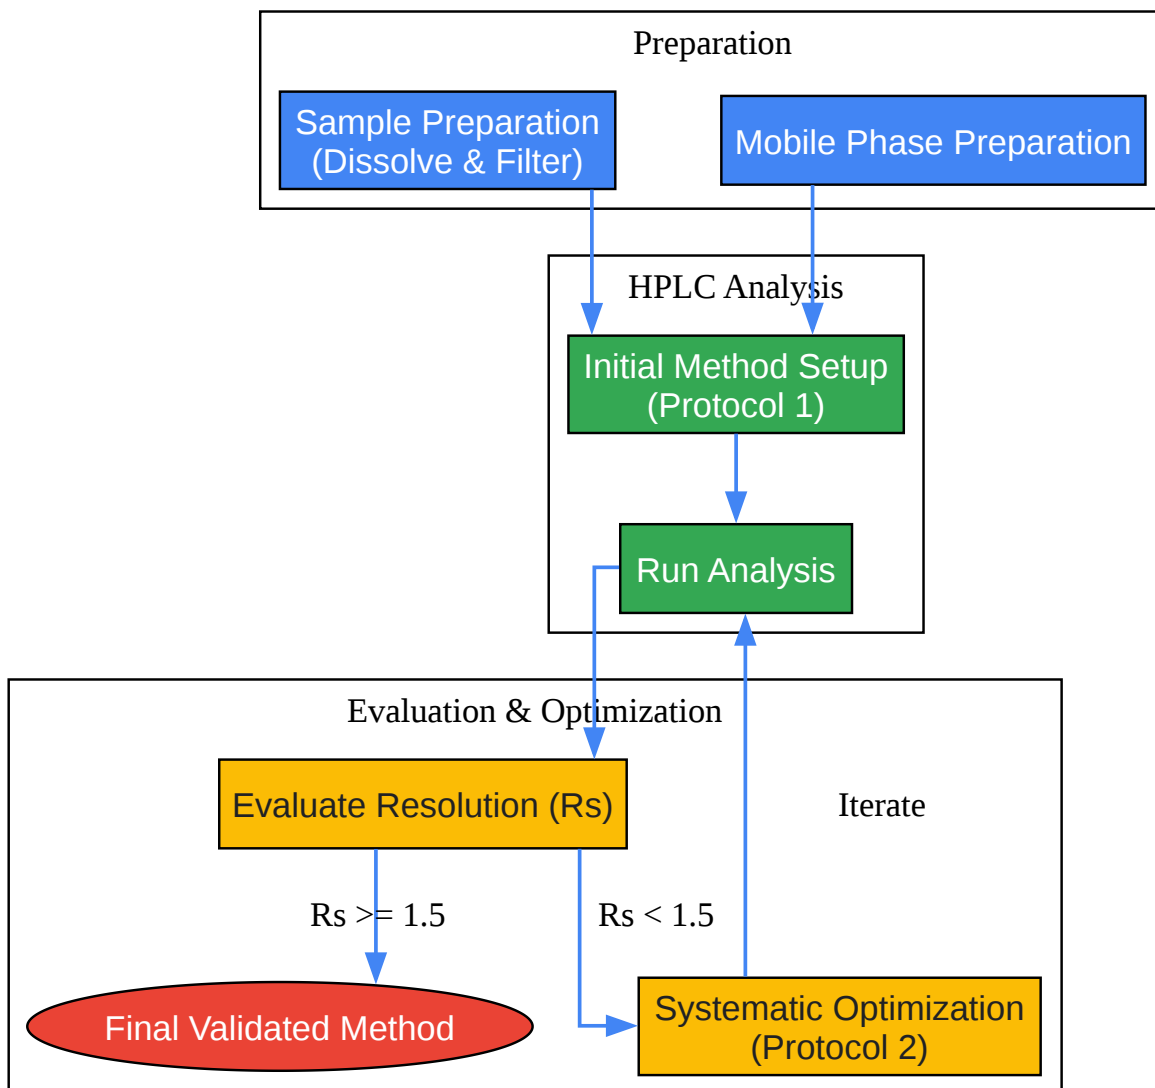 Preparation
Sample Preparation
(Dissolve & Filter)
Mobile Phase Preparation
HPLC Analysis
Initial Method Setup
(Protocol 1)
Run Analysis
Evaluation & Optimization
Evaluate Resolution (Rs)
Iterate
Rs >= 1.5
Rs < 1.5
Final Validated Method
Systematic Optimization
(Protocol 2)